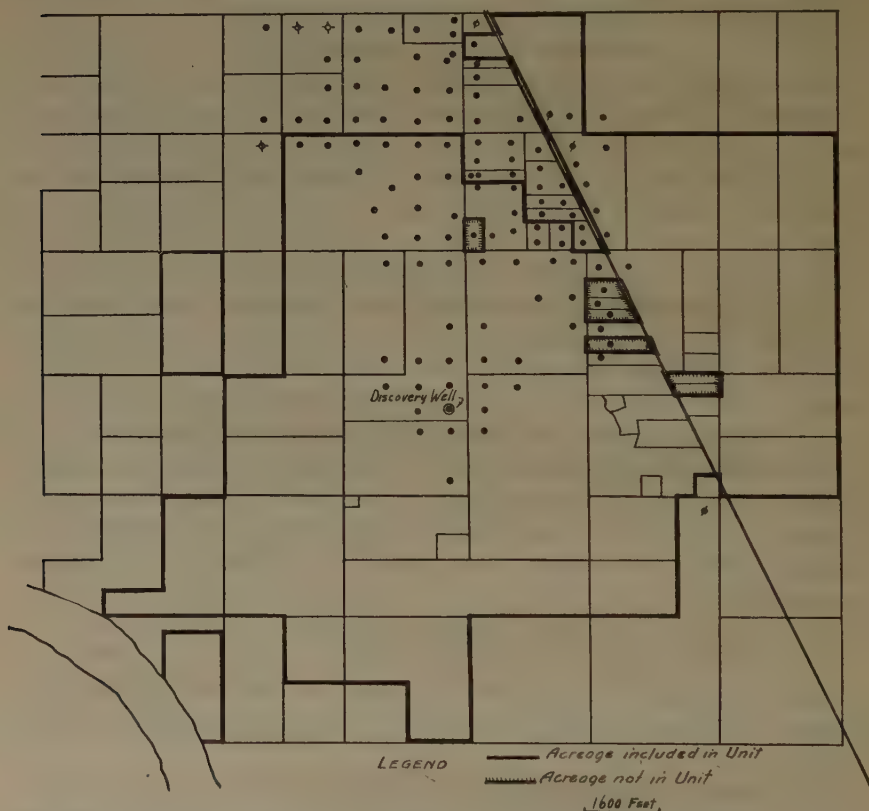 Discovery Well
LEGEND
Acreage included in Unit
Acreage not in Unit
1600 Feet